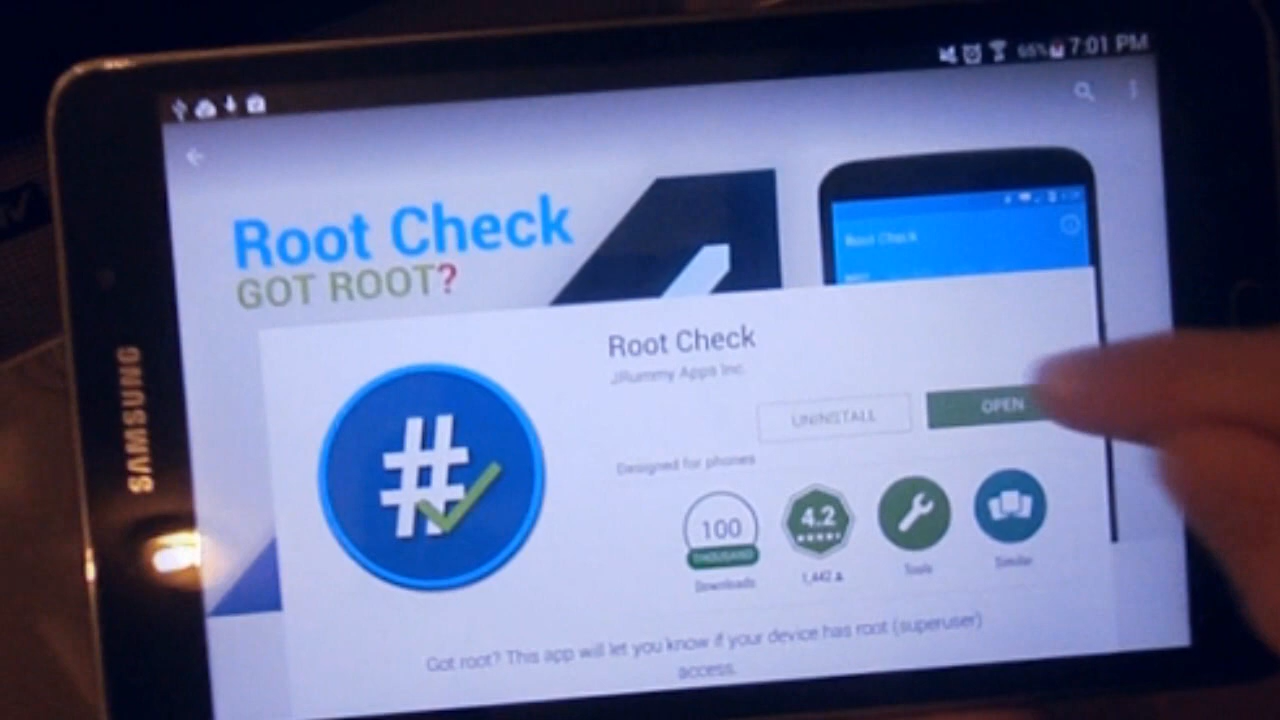 65% 7:01 PM
Root Check
GOT ROOT?
Root Check
Root Check
JRummy Apps Inc.
UNINSTALL
OPEN
Designed for phones
100
THOUSAND
Downloads
4.2
1,442
Tools
Similar
Got root? This app will let you know if your device has root (superuser)
access.
SAMSUNG